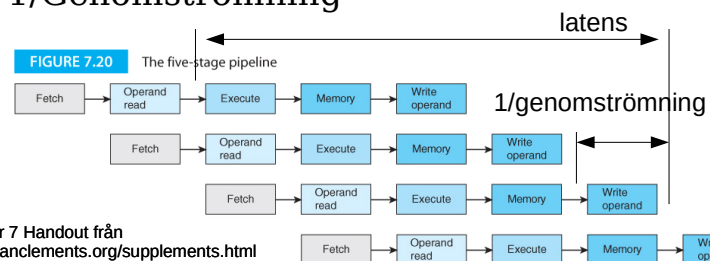 1/Genomströmning
latens
FIGURE 7.20 The five-stage pipeline
Fetch Operand read Execute Memory Write operand
1/genomströmning
Fetch Operand read Execute Memory Write operand
Fetch Operand read Execute Memory Write operand
r 7 Handout från
anclements.org/supplements.html
Fetch Operand read Execute Memory